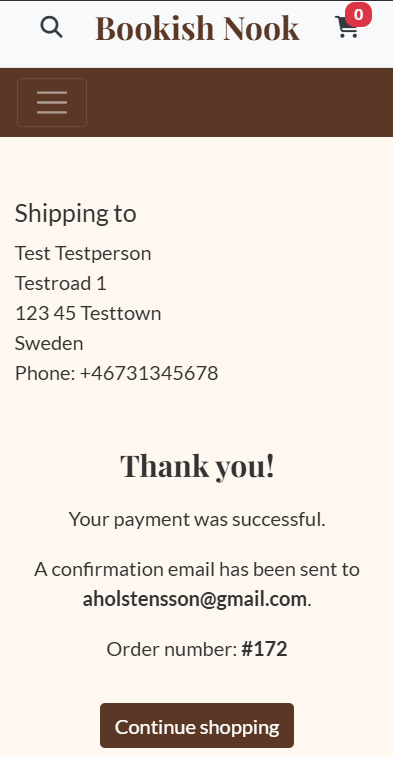 Bookish Nook
0
Shipping to
Test Testperson
Testroad 1
123 45 Testtown
Sweden
Phone: +46731345678
Thank you!
Your payment was successful.
A confirmation email has been sent to
aholstensson@gmail.com.
Order number: #172
Continue shopping